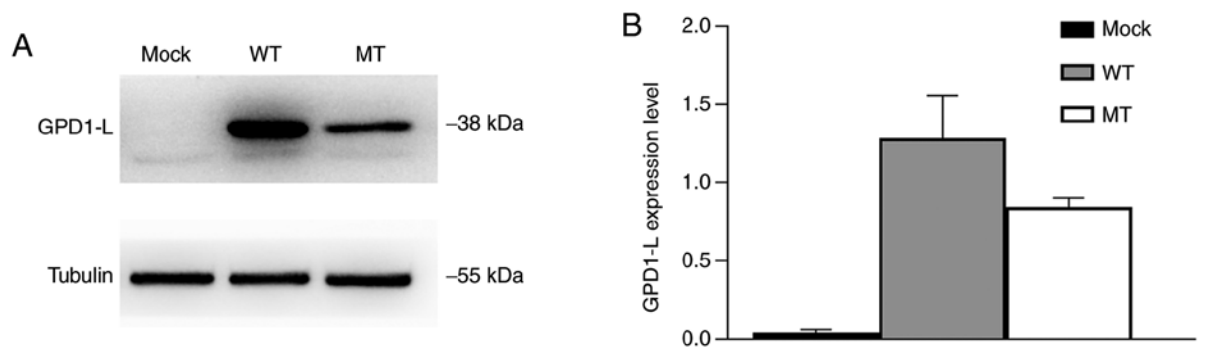 A
Mock WT MT
GPD1-L
–38 kDa
Tubulin
–55 kDa
B
GPD1-L expression level
2.0
1.5
1.0
0.5
0.0
Mock
WT
MT